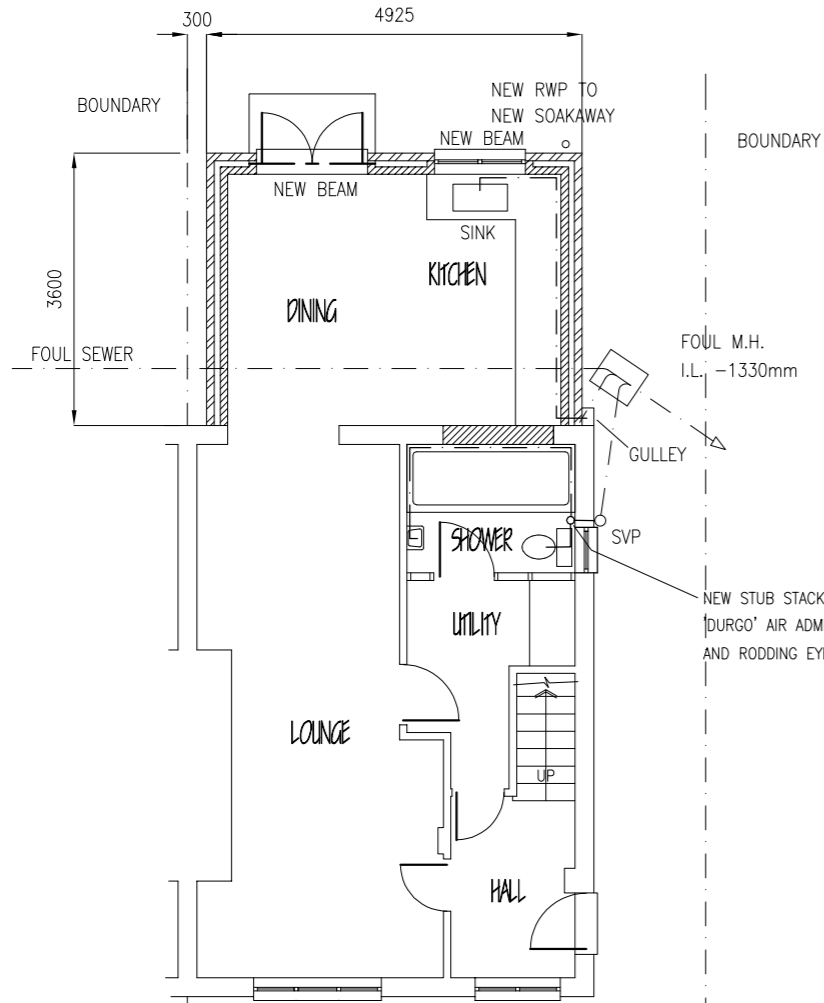 300
4925
BOUNDARY
NEW RWP TO
NEW SOAKAWAY
NEW BEAM
BOUNDARY
NEW BEAM
SINK
3600
KITCHEN
DINING
FOUL SEWER
FOUL M.H.
I.L. -1330mm
GULLEY
SHOWER
SVP
NEW STUB STACK
'DURGO' AIR ADM
AND RODDING EY
UTILITY
LOUNGE
UP
HALL